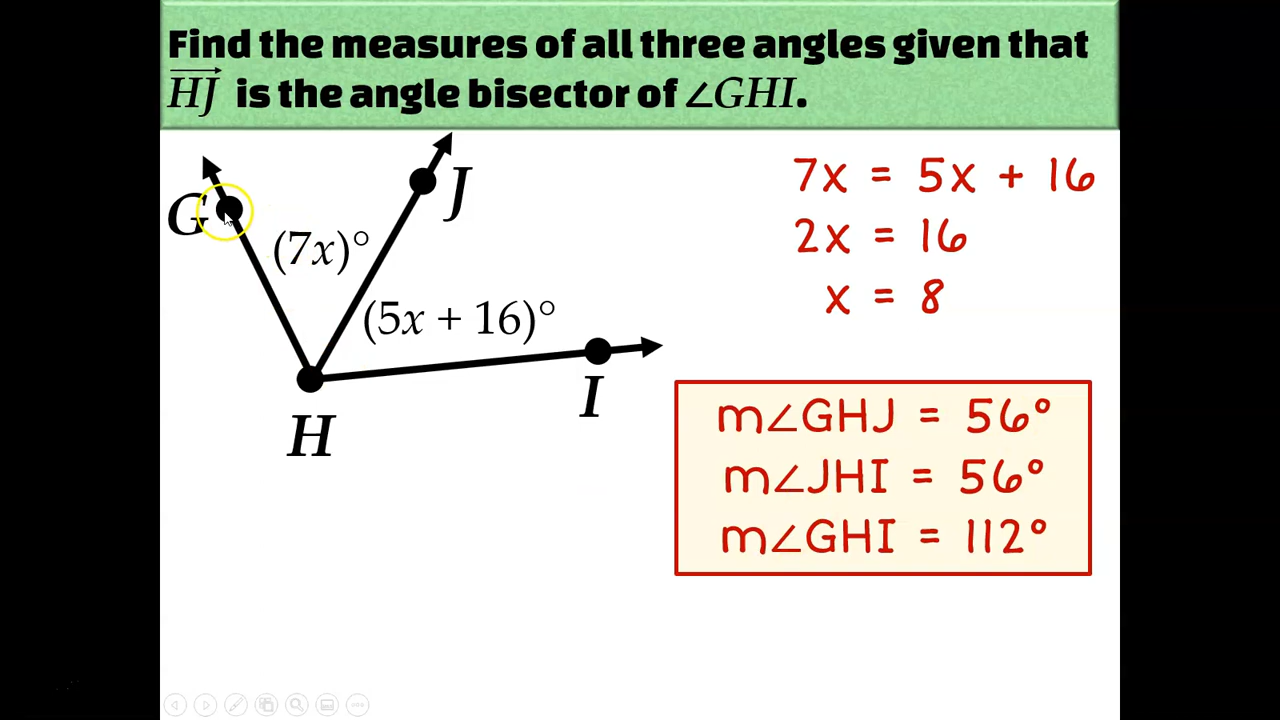 Find the measures of all three angles given that
HJ is the angle bisector of ∠GHI.
G
J
(7x)°
(5x + 16)°
H
I
7x = 5x + 16
2x = 16
x = 8
m∠GHJ = 56°
m∠JHI = 56°
m∠GHI = 112°